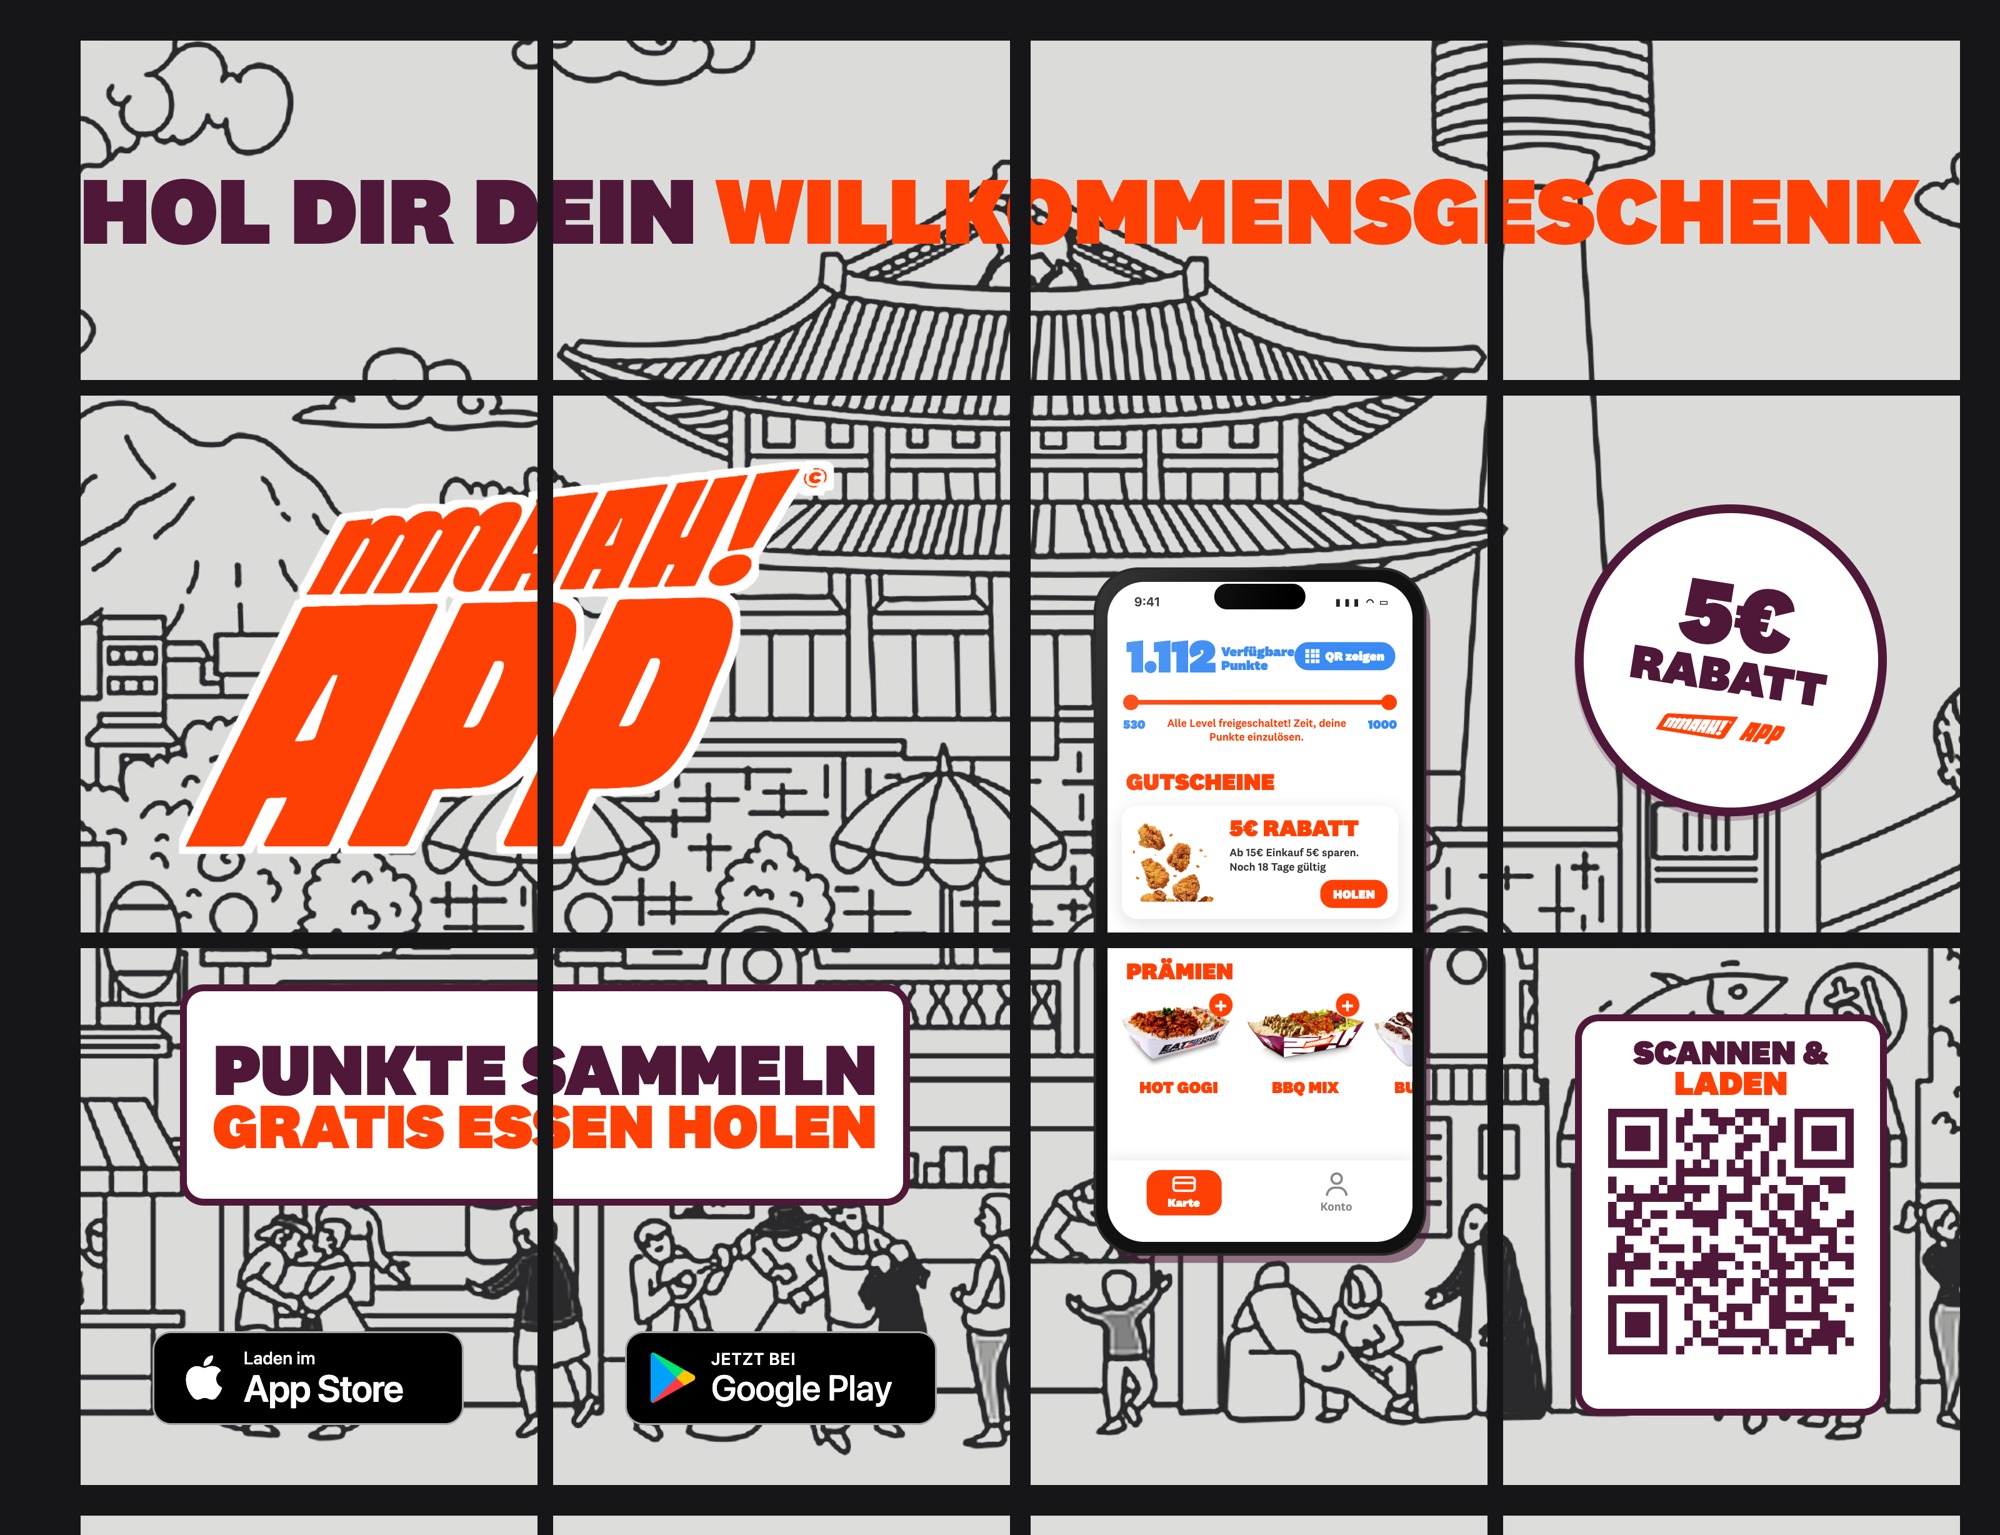 HOL DIR DEIN WILLKOMMENSGESCHENK
mmAAH!
©
APP
9:41
1.112 Verfügbare
Punkte
QR zeigen
530
Alle Level freigeschaltet! Zeit, deine
Punkte einzulösen.
1000
GUTSCHEINE
5€ RABATT
Ab 15€ Einkauf 5€ sparen.
Noch 18 Tage gültig
HOLEN
5€
RABATT
mmAAH! APP
PRÄMIEN
HOT GOGI
BBQ MIX
BU
Karte
Konto
PUNKTE SAMMELN
GRATIS ESSEN HOLEN
SCANNEN &
LADEN
Laden im
App Store
JETZT BEI
Google Play